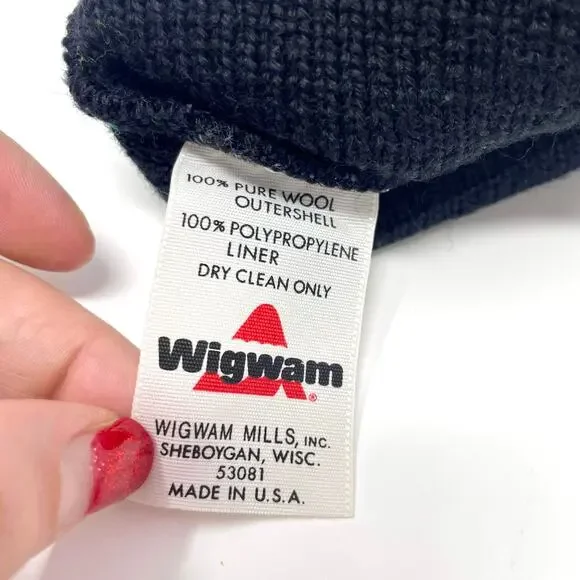 100% PURE WOOL
OUTERSHELL
100% POLYPROPYLENE
LINER
DRY CLEAN ONLY
Wigwam®
WIGWAM MILLS, INC.
SHEBOYGAN, WISC.
53081
MADE IN U.S.A.